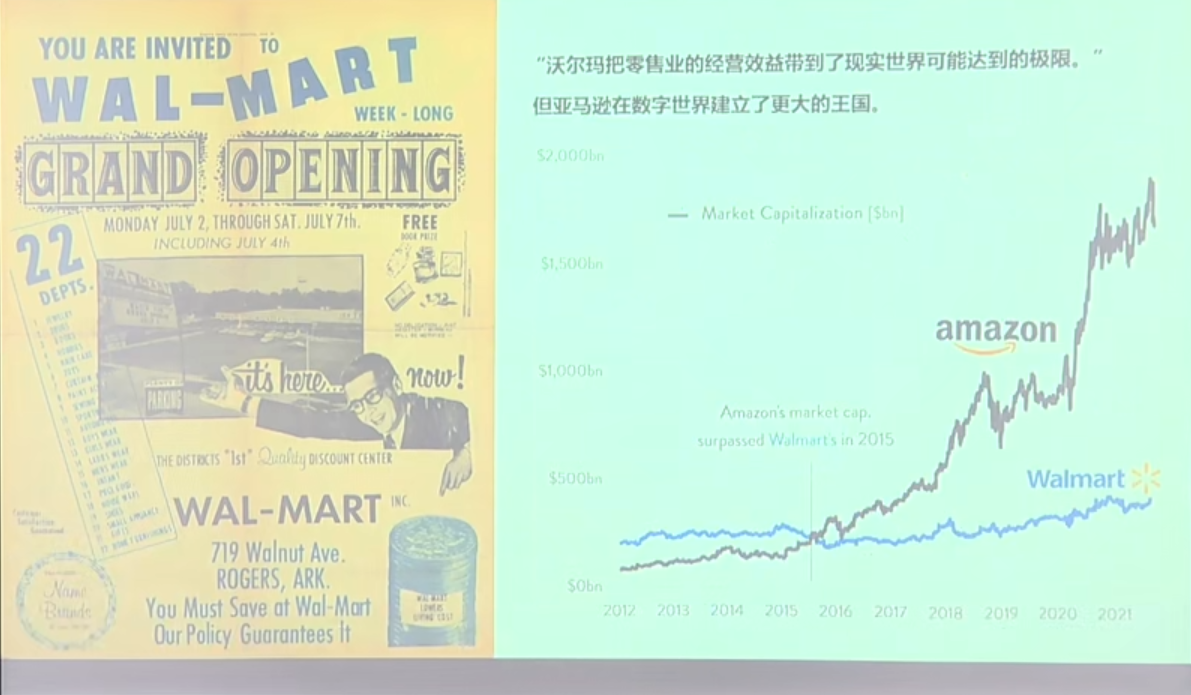 YOU ARE INVITED TO
WAL-MART
WEEK - LONG
GRAND OPENING
MONDAY JULY 2, THROUGH SAT. JULY 7th.
INCLUDING JULY 4th
FREE
DOOR PRIZE
22
DEPTS.
PARKING
it's here... now!
THE DISTRICTS "1st" Quality DISCOUNT CENTER
WAL-MART INC.
719 Walnut Ave.
ROGERS, ARK.
You Must Save at Wal-Mart
Our Policy Guarantees It
Name
Brands
WAL-MART
LOWERS
LIVING COST
“沃尔玛把零售业的经营效益带到了现实世界可能达到的极限。”
但亚马逊在数字世界建立了更大的王国。
$2,000bn
Market Capitalization [$bn]
$1,500bn
amazon
$1,000bn
Amazon's market cap.
surpassed Walmart's in 2015
$500bn
Walmart
$0bn
2012 2013 2014 2015 2016 2017 2018 2019 2020 2021